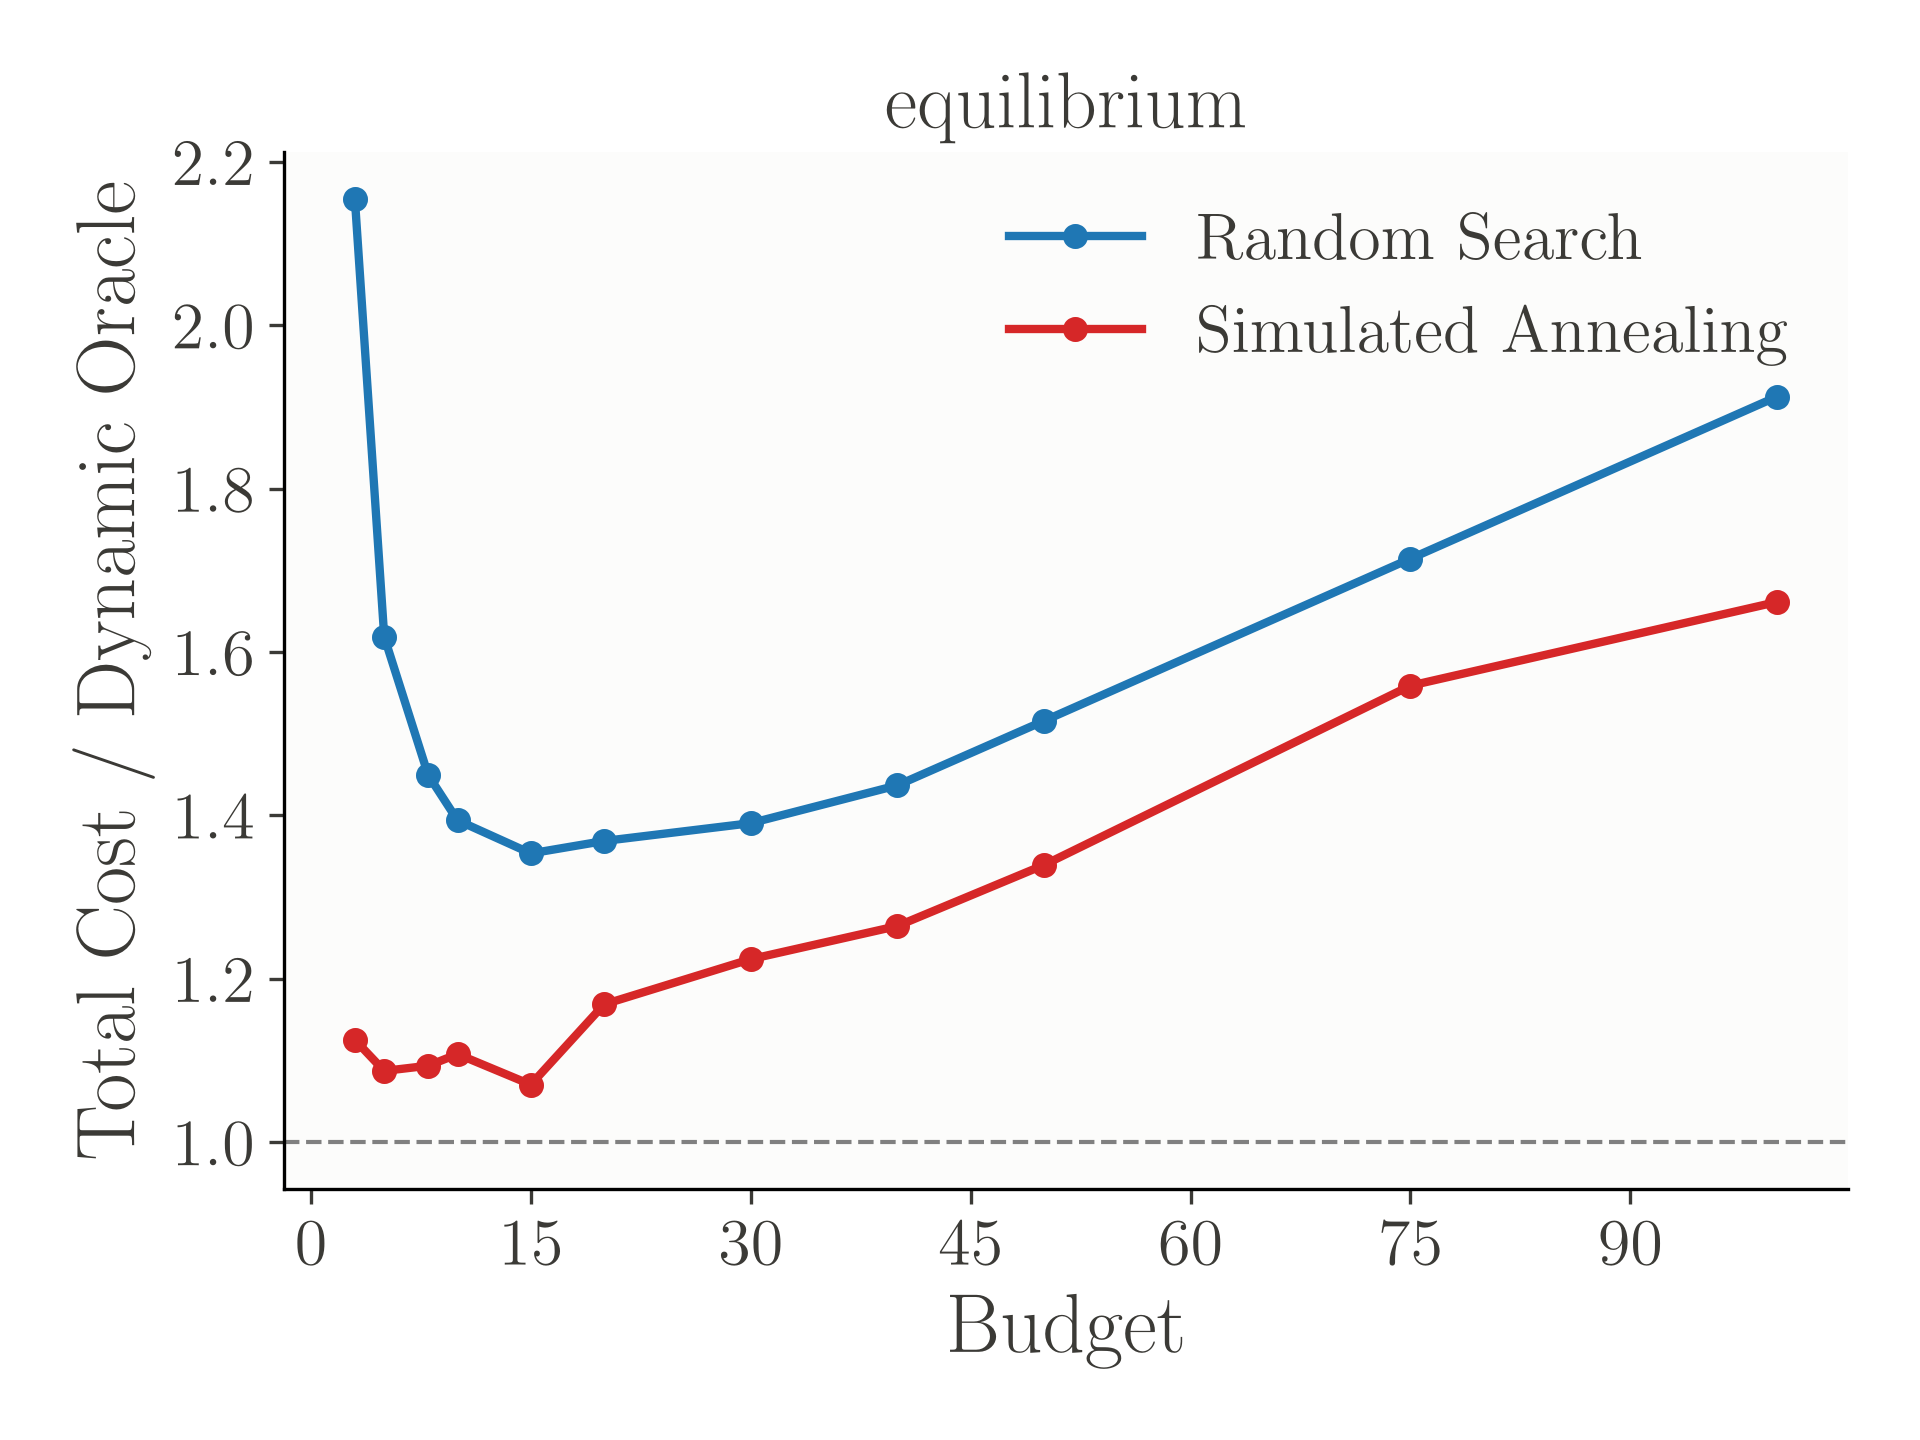 equilibrium
Total Cost / Dynamic Oracle
2.2
2.0
1.8
1.6
1.4
1.2
1.0
Random Search
Simulated Annealing
0 15 30 45 60 75 90
Budget